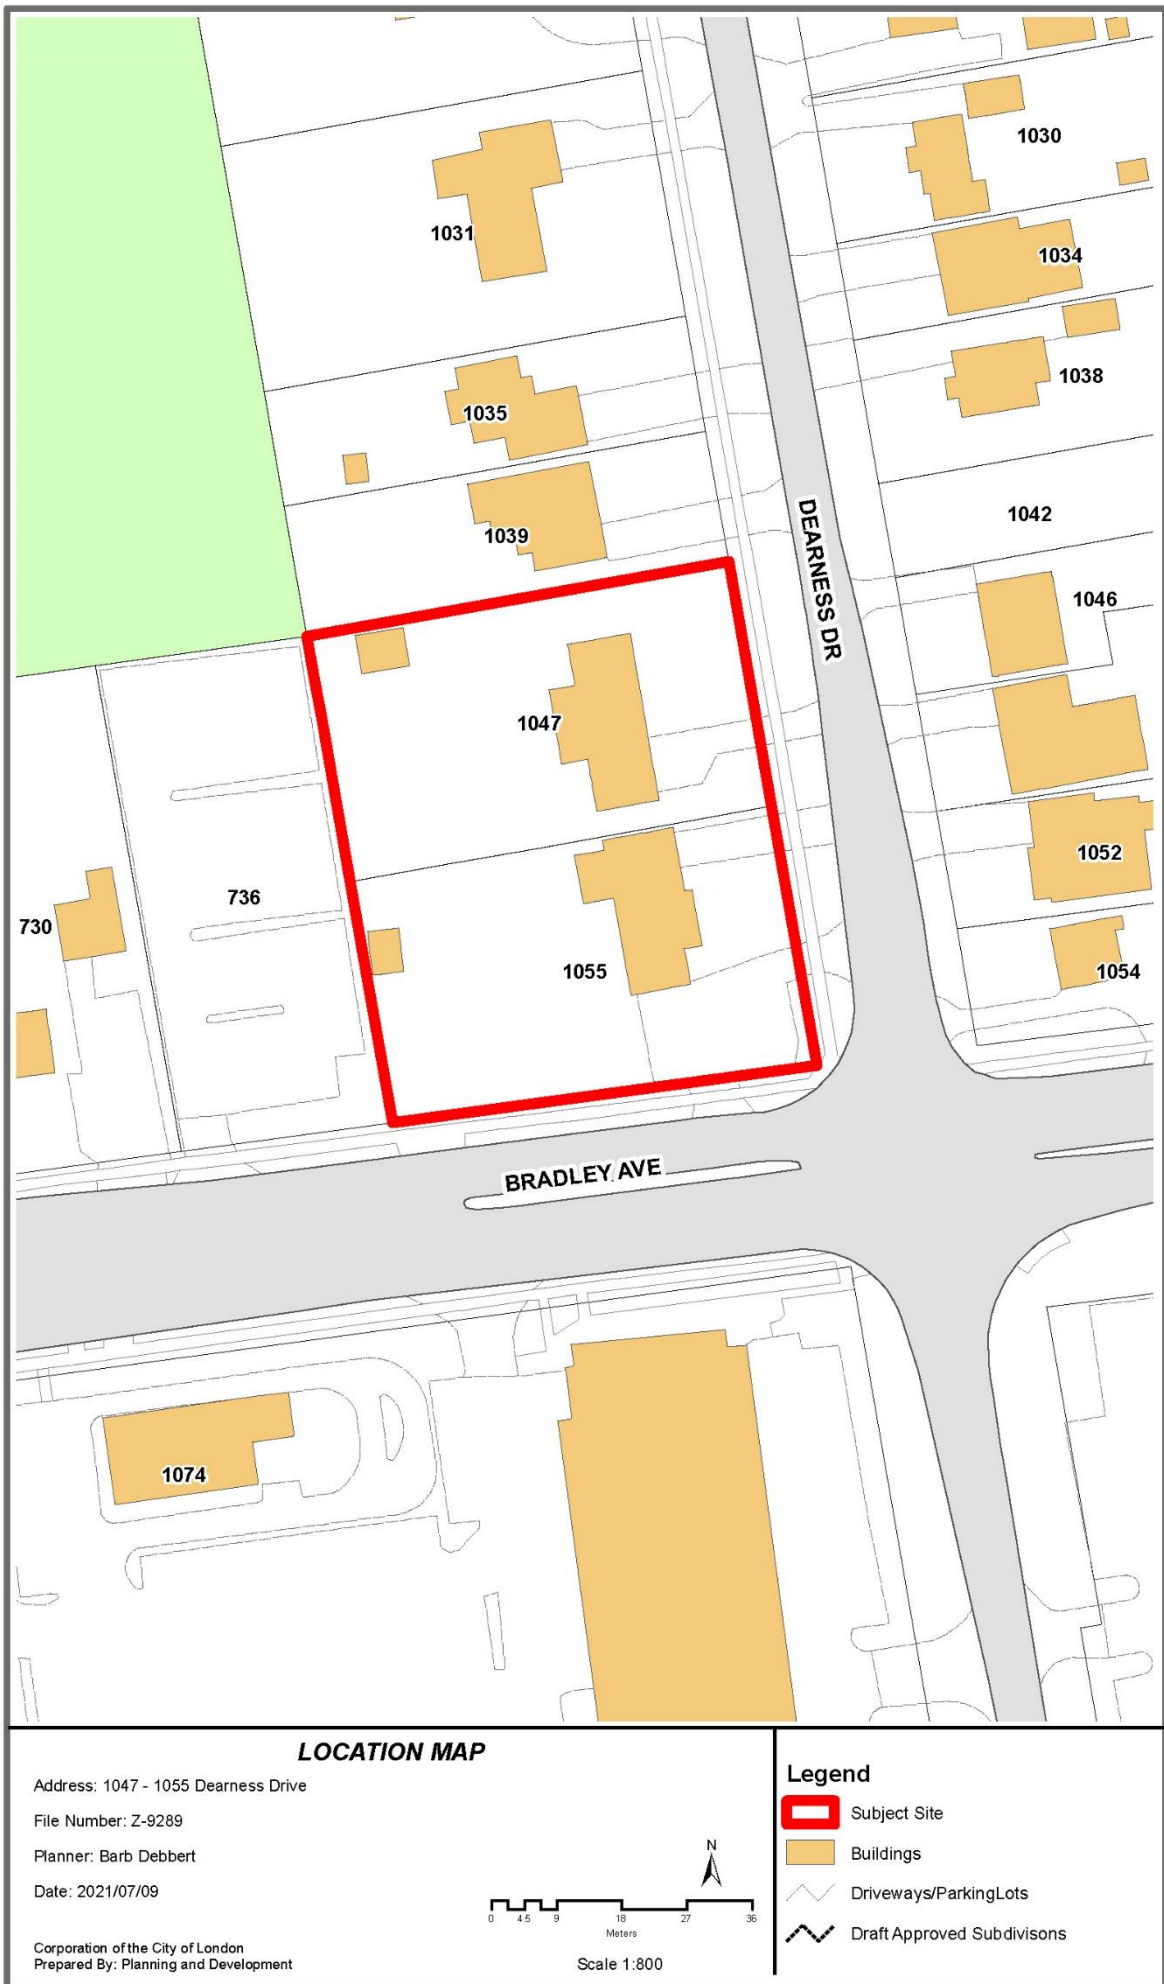 1030
1031
1034
1038
1035
1042
1039
DEARNESS DR
1046
1047
1052
736
730
1055
1054
BRADLEY AVE
1074
LOCATION MAP
Address: 1047 - 1055 Dearness Drive
File Number: Z-9289
Planner: Barb Debbert
Date: 2021/07/09
Corporation of the City of London
Prepared By: Planning and Development
N
0 4.5 9 18 27 36
Meters
Scale 1:800
Legend
Subject Site
Buildings
Driveways/ParkingLots
Draft Approved Subdivisons